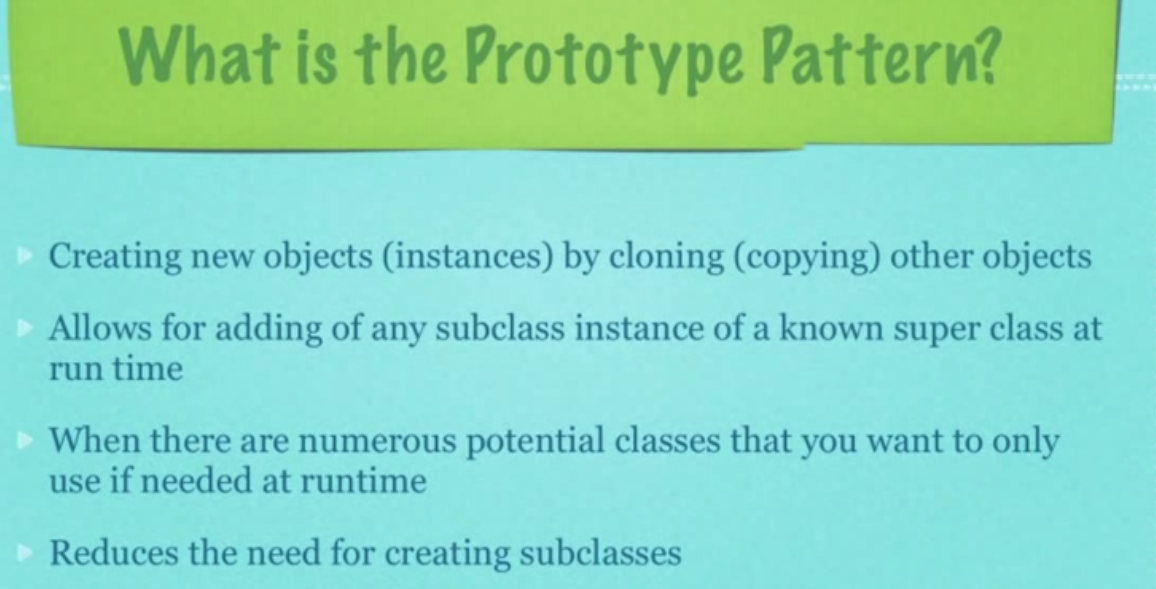 What is the Prototype Pattern?
Creating new objects (instances) by cloning (copying) other objects
Allows for adding of any subclass instance of a known super class at
run time
When there are numerous potential classes that you want to only
use if needed at runtime
Reduces the need for creating subclasses